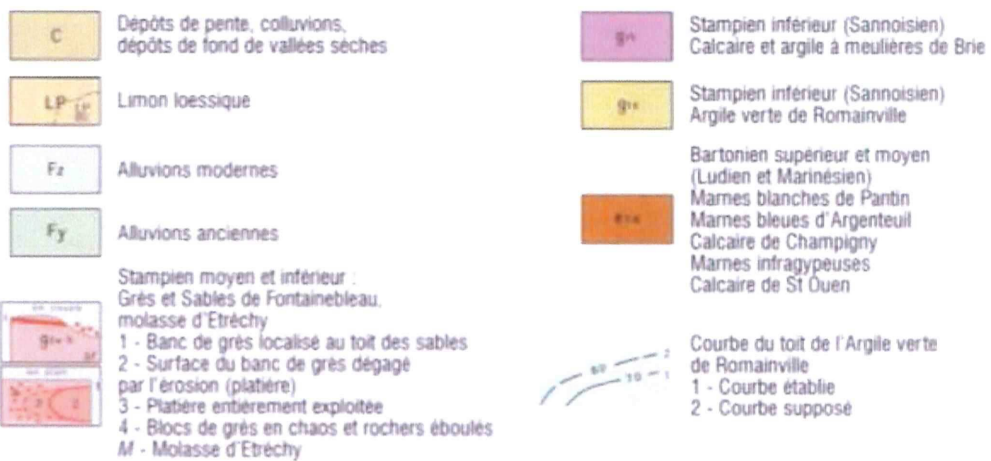 C
Dépôts de pente, colluvions,
dépôts de fond de vallées sèches
LP
Limon loessique
Fz
Alluvions modernes
Fy
Alluvions anciennes
Stampien moyen et inférieur :
Grès et Sables de Fontainebleau,
molasse d'Etréchy
1 - Banc de grès localisé au toit des sables
2 - Surface du banc de grès dégagé
par l'érosion (platière)
3 - Platière entièrement exploitée
4 - Blocs de grès en chaos et rochers éboulés
M - Molasse d'Etréchy
Stampien inférieur (Sannoisien)
Calcaire et argile à meulières de Brie
Stampien inférieur (Sannoisien)
Argile verte de Romainville
Bartonien supérieur et moyen
(Ludien et Marinésien)
Marnes blanches de Pantin
Marnes bleues d'Argenteuil
Calcaire de Champigny
Marnes infragypeuses
Calcaire de St Ouen
60 2
70 1
Courbe du toit de l'Argile verte
de Romainville
1 - Courbe établie
2 - Courbe supposé